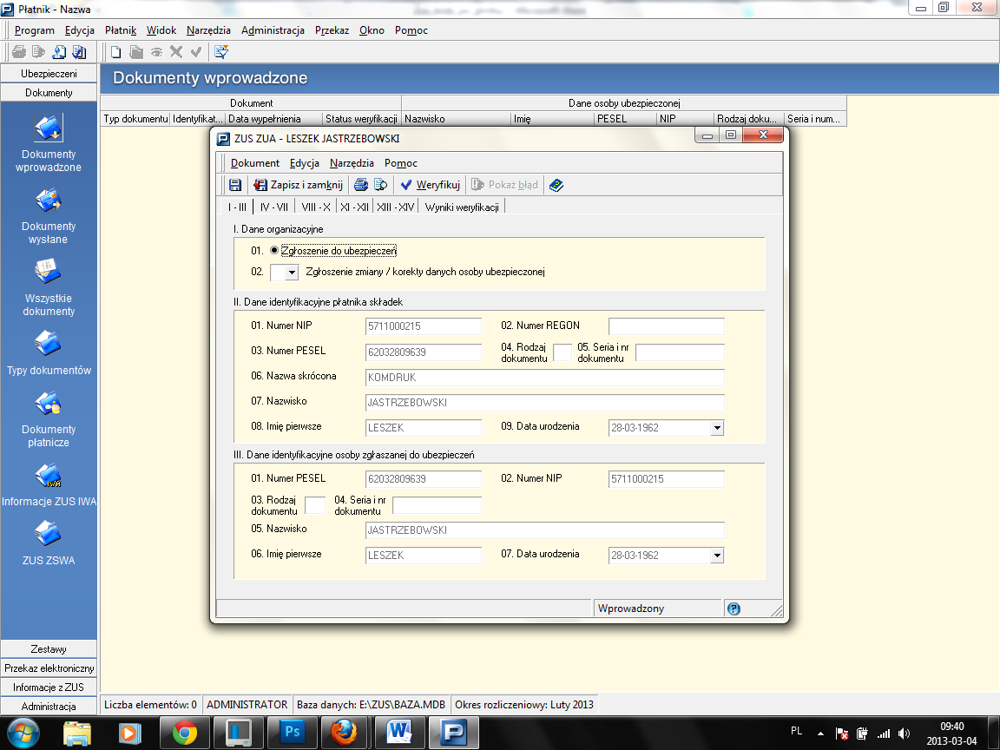 Płatnik - Nazwa
Program Edycja Płatnik Widok Narzędzia Administracja Przekaz Okno Pomoc
Ubezpieczeni
Dokumenty
Dokumenty wprowadzone
Dokumenty wysłane
Wszystkie dokumenty
Typy dokumentów
Dokumenty płatnicze
IWA
Informacje ZUS IWA
ZUS ZSWA
Zestawy
Przekaz elektroniczny
Informacje z ZUS
Administracja
Dokumenty wprowadzone
Dokument Dane osoby ubezpieczonej
Typ dokumentu Identyfikat... Data wypełnienia Status weryfikacji Nazwisko Imię PESEL NIP Rodzaj doku... Seria i num...
ZUS ZUA - LESZEK JASTRZEBOWSKI
Dokument Edycja Narzędzia Pomoc
Zapisz i zamknij Weryfikuj Pokaż błąd
I - III IV - VII VIII - X XI - XII XIII - XIV Wyniki weryfikacji
I. Dane organizacyjne
01. Zgłoszenie do ubezpieczeń
02. Zgłoszenie zmiany / korekty danych osoby ubezpieczonej
II. Dane identyfikacyjne płatnika składek
01. Numer NIP 5711000215 02. Numer REGON
03. Numer PESEL 62032809639 04. Rodzaj dokumentu 05. Seria i nr dokumentu
06. Nazwa skrócona KOMDRUK
07. Nazwisko JASTRZEBOWSKI
08. Imię pierwsze LESZEK 09. Data urodzenia 28-03-1962
III. Dane identyfikacyjne osoby zgłaszanej do ubezpieczeń
01. Numer PESEL 62032809639 02. Numer NIP 5711000215
03. Rodzaj dokumentu 04. Seria i nr dokumentu
05. Nazwisko JASTRZEBOWSKI
06. Imię pierwsze LESZEK 07. Data urodzenia 28-03-1962
Wprowadzony
Liczba elementów: 0 ADMINISTRATOR Baza danych: E:\ZUS\BAZA.MDB Okres rozliczeniowy: Luty 2013
Ps
PL
09:40
2013-03-04